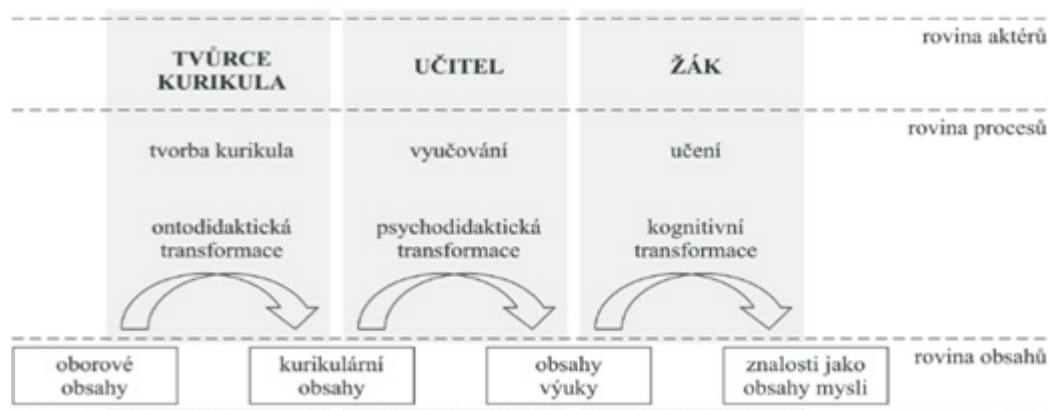 rovina aktérů
TVŮRCE
KURIKULA
UČITEL
ŽÁK
rovina procesů
tvorba kurikula
vyučování
učení
ontodidaktická
transformace
psychodidaktická
transformace
kognitivní
transformace
rovina obsahů
oborové
obsahy
kurikulární
obsahy
obsahy
výuky
znalosti jako
obsahy mysli